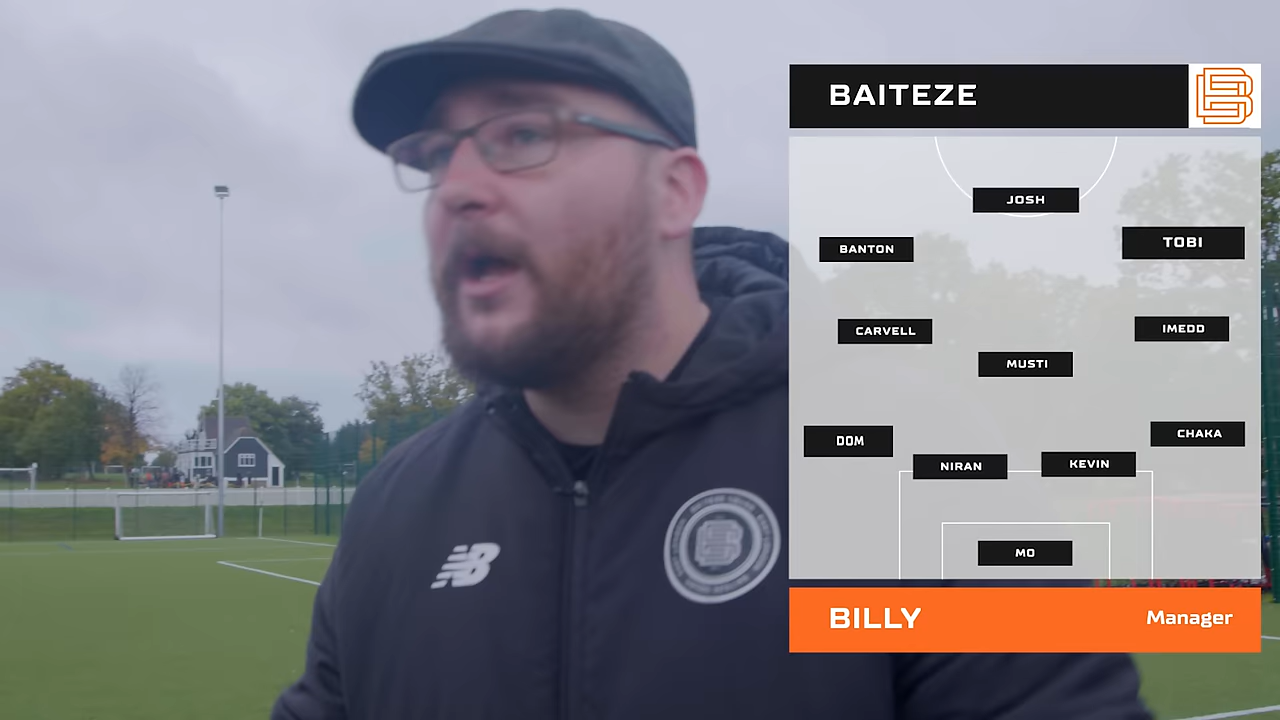 BAITEZE
JOSH
BANTON
TOBI
CARVELL
IMEDD
MUSTI
DOM
CHAKA
NIRAN
KEVIN
MO
BILLY
Manager